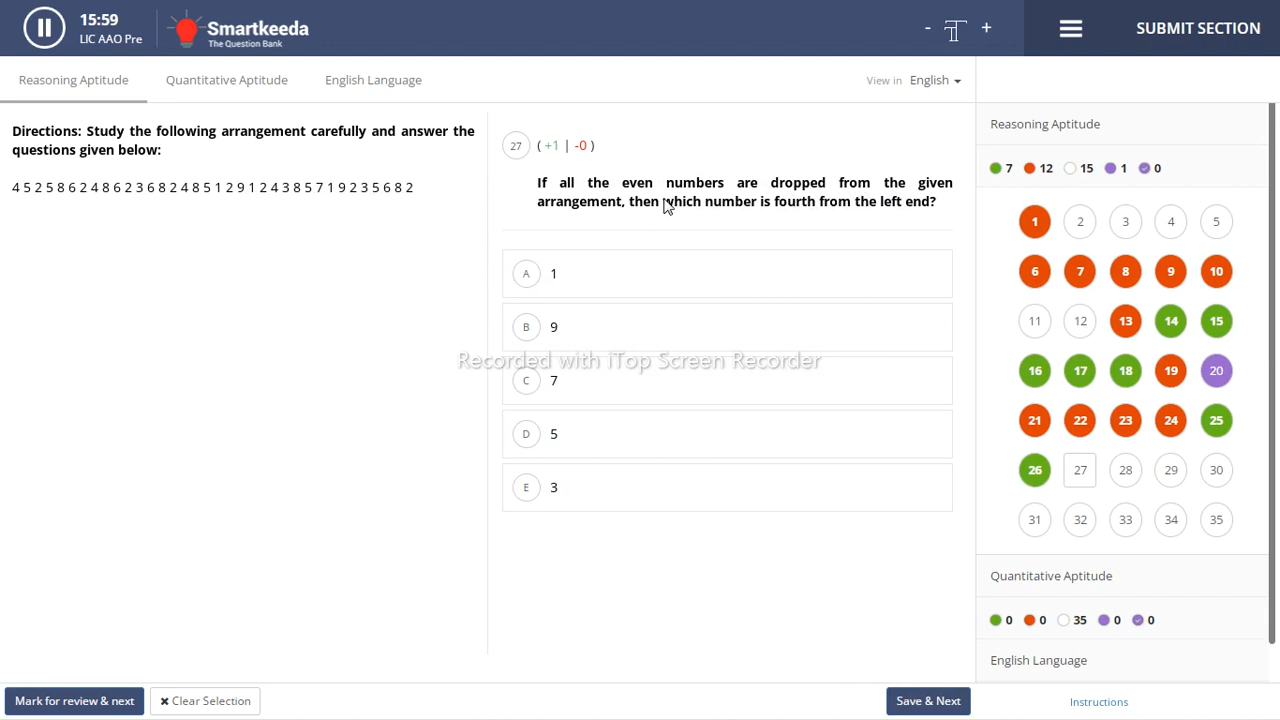 15:59
LIC AAO Pre
Smartkeeda
The Question Bank
- T +
SUBMIT SECTION
Reasoning Aptitude
Quantitative Aptitude
English Language
View in English
Directions: Study the following arrangement carefully and answer the
questions given below:
4 5 2 5 8 6 2 4 8 6 2 3 6 8 2 4 8 5 1 2 9 1 2 4 3 8 5 7 1 9 2 3 5 6 8 2
27 ( +1 | -0 )
If all the even numbers are dropped from the given
arrangement, then which number is fourth from the left end?
A 1
B 9
C 7
D 5
E 3
Recorded with iTop Screen Recorder
Reasoning Aptitude
7 12 15 1 0
1 2 3 4 5
6 7 8 9 10
11 12 13 14 15
16 17 18 19 20
21 22 23 24 25
26 27 28 29 30
31 32 33 34 35
Quantitative Aptitude
0 0 35 0 0
English Language
Mark for review & next
✖ Clear Selection
Save & Next
Instructions